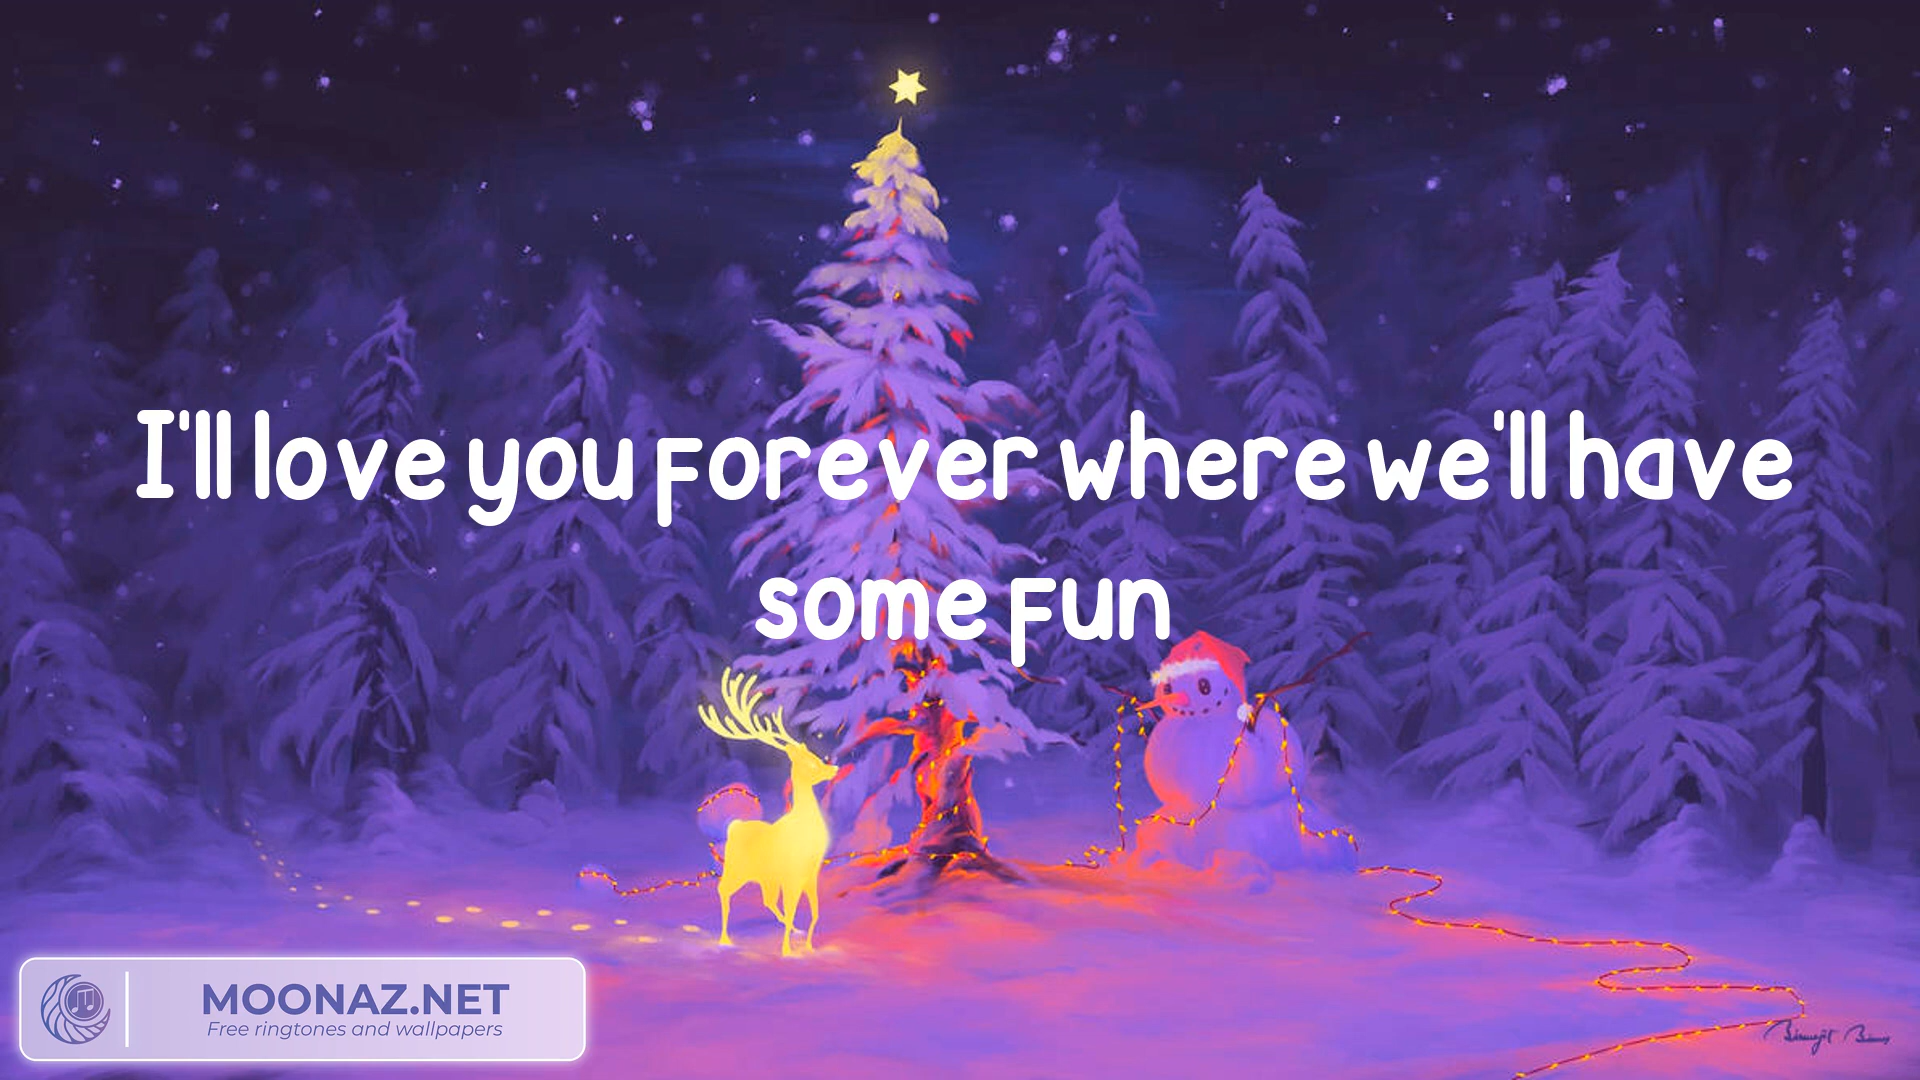 I'll love you forever where we'll have
some fun
MOONAZ.NET
Free ringtones and wallpapers